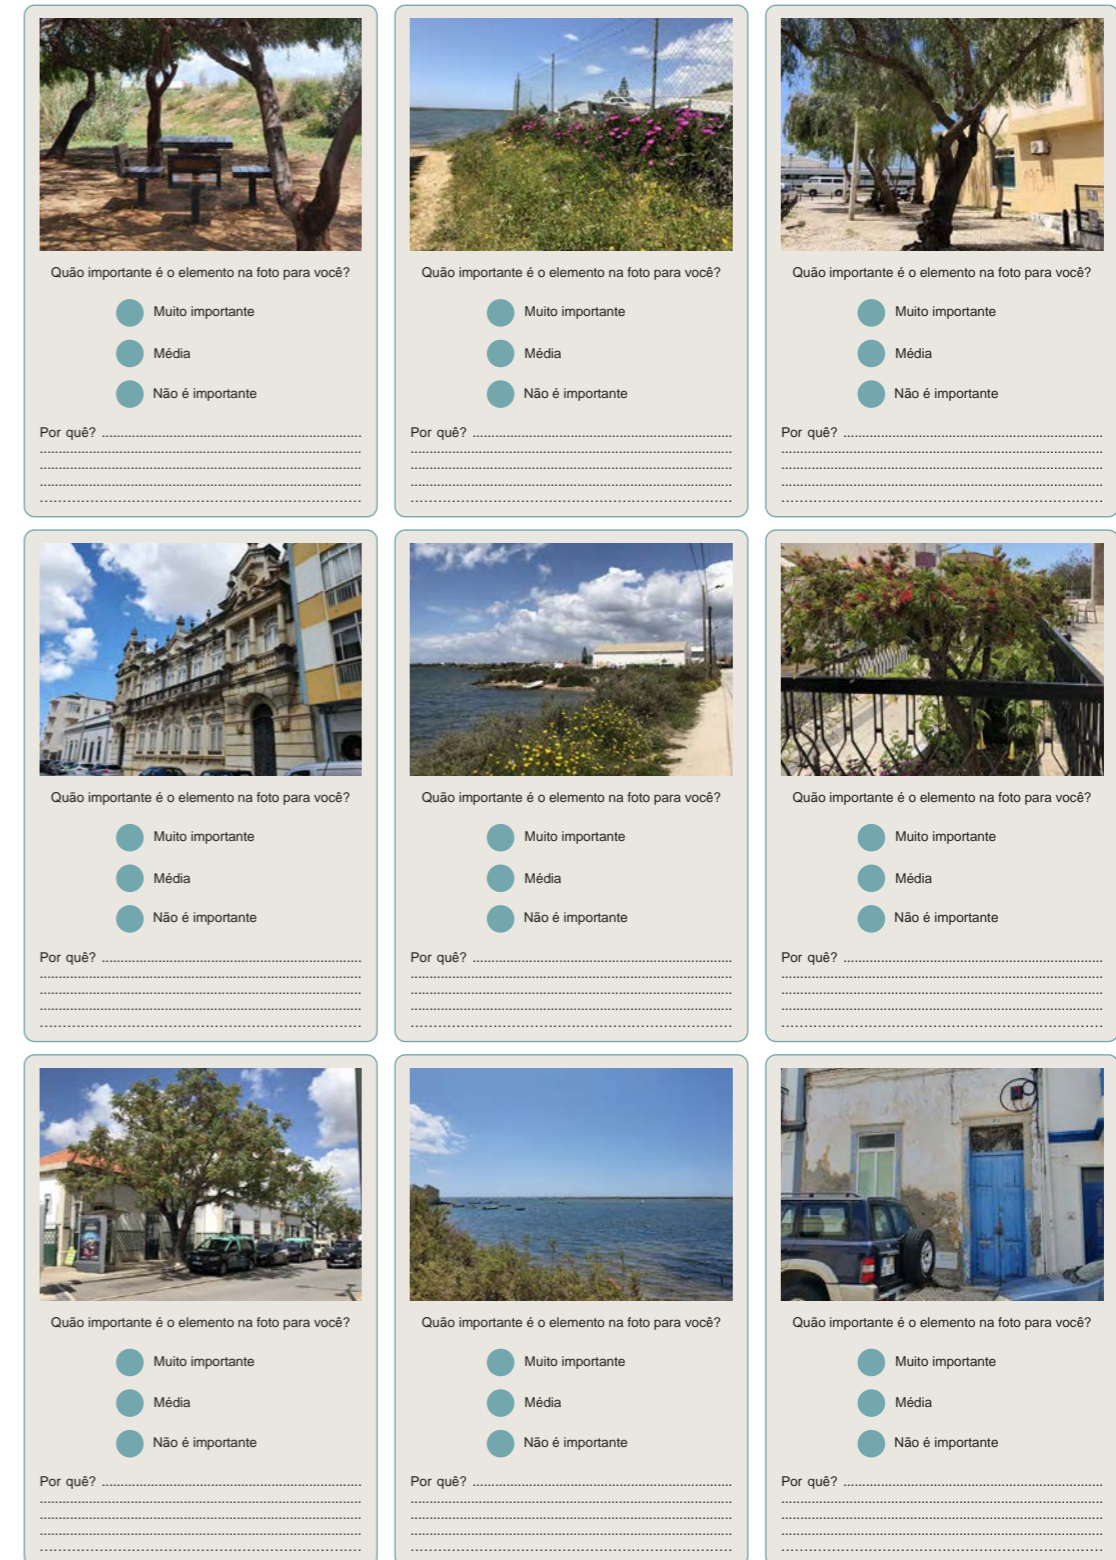 Quão importante é o elemento na foto para você?
Muito importante
Média
Não é importante
Por quê?
Quão importante é o elemento na foto para você?
Muito importante
Média
Não é importante
Por quê?
Quão importante é o elemento na foto para você?
Muito importante
Média
Não é importante
Por quê?
Quão importante é o elemento na foto para você?
Muito importante
Média
Não é importante
Por quê?
Quão importante é o elemento na foto para você?
Muito importante
Média
Não é importante
Por quê?
Quão importante é o elemento na foto para você?
Muito importante
Média
Não é importante
Por quê?
Quão importante é o elemento na foto para você?
Muito importante
Média
Não é importante
Por quê?
Quão importante é o elemento na foto para você?
Muito importante
Média
Não é importante
Por quê?
Quão importante é o elemento na foto para você?
Muito importante
Média
Não é importante
Por quê?